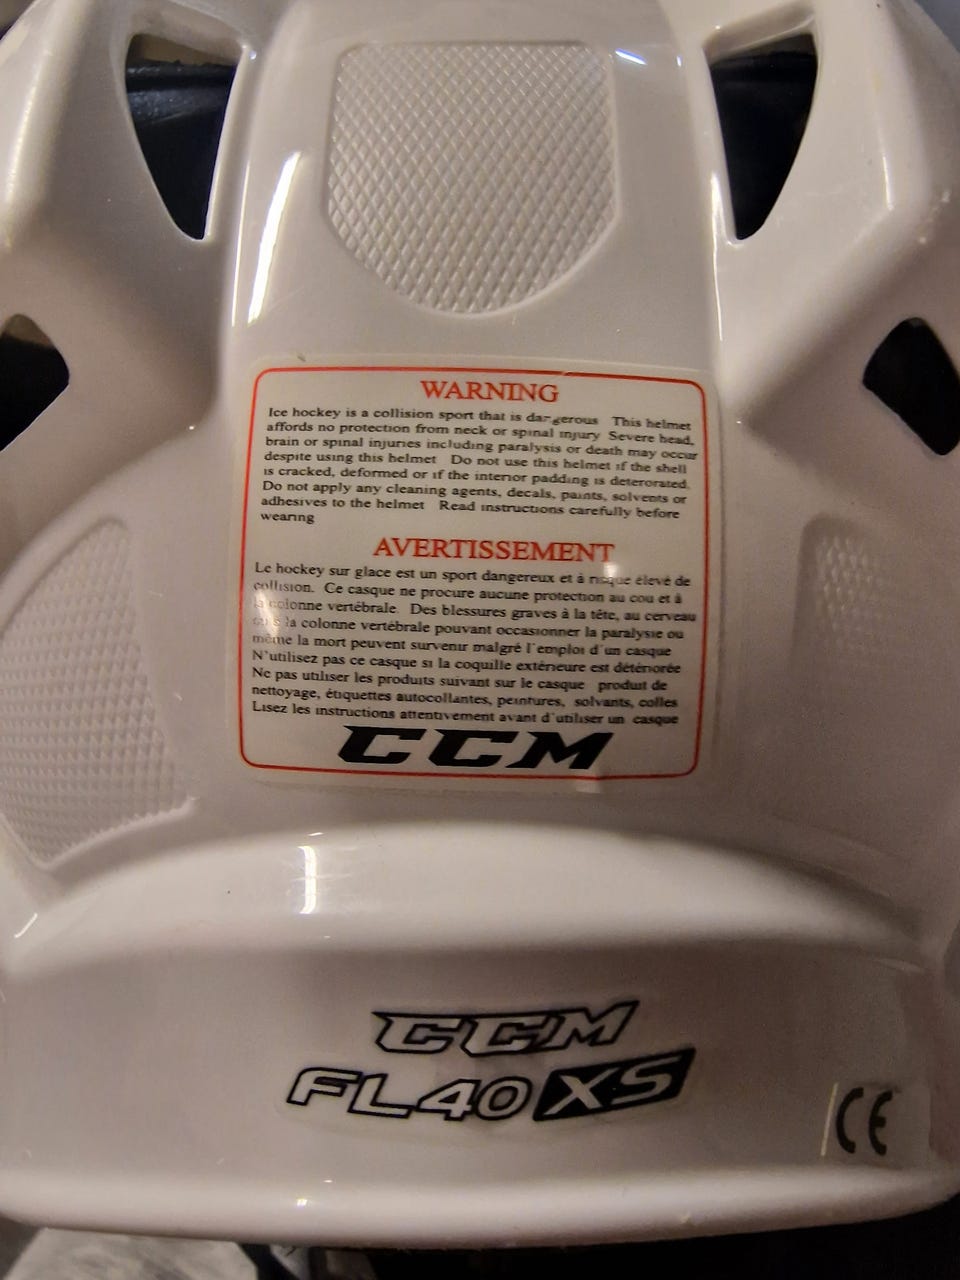 WARNING
Ice hockey is a collision sport that is dangerous This helmet
affords no protection from neck or spinal injury Severe head,
brain or spinal injuries including paralysis or death may occur
despite using this helmet Do not use this helmet if the shell
is cracked, deformed or if the interior padding is deterorated.
Do not apply any cleaning agents, decals, paints, solvents or
adhesives to the helmet Read instructions carefully before
wearing
AVERTISSEMENT
Le hockey sur glace est un sport dangereux et à risque élevé de
collision. Ce casque ne procure aucune protection au cou et à
la colonne vertébrale. Des blessures graves à la tête, au cerveau
ou à la colonne vertébrale pouvant occasionner la paralysie ou
même la mort peuvent survenir malgré l'emploi d'un casque
N'utilisez pas ce casque si la coquille extérieure est détériorée
Ne pas utiliser les produits suivant sur le casque produit de
nettoyage, étiquettes autocollantes, peintures, solvants, colles
Lisez les instructions attentivement avant d'utiliser un casque
CCM
CCM
FL40 XS
CE